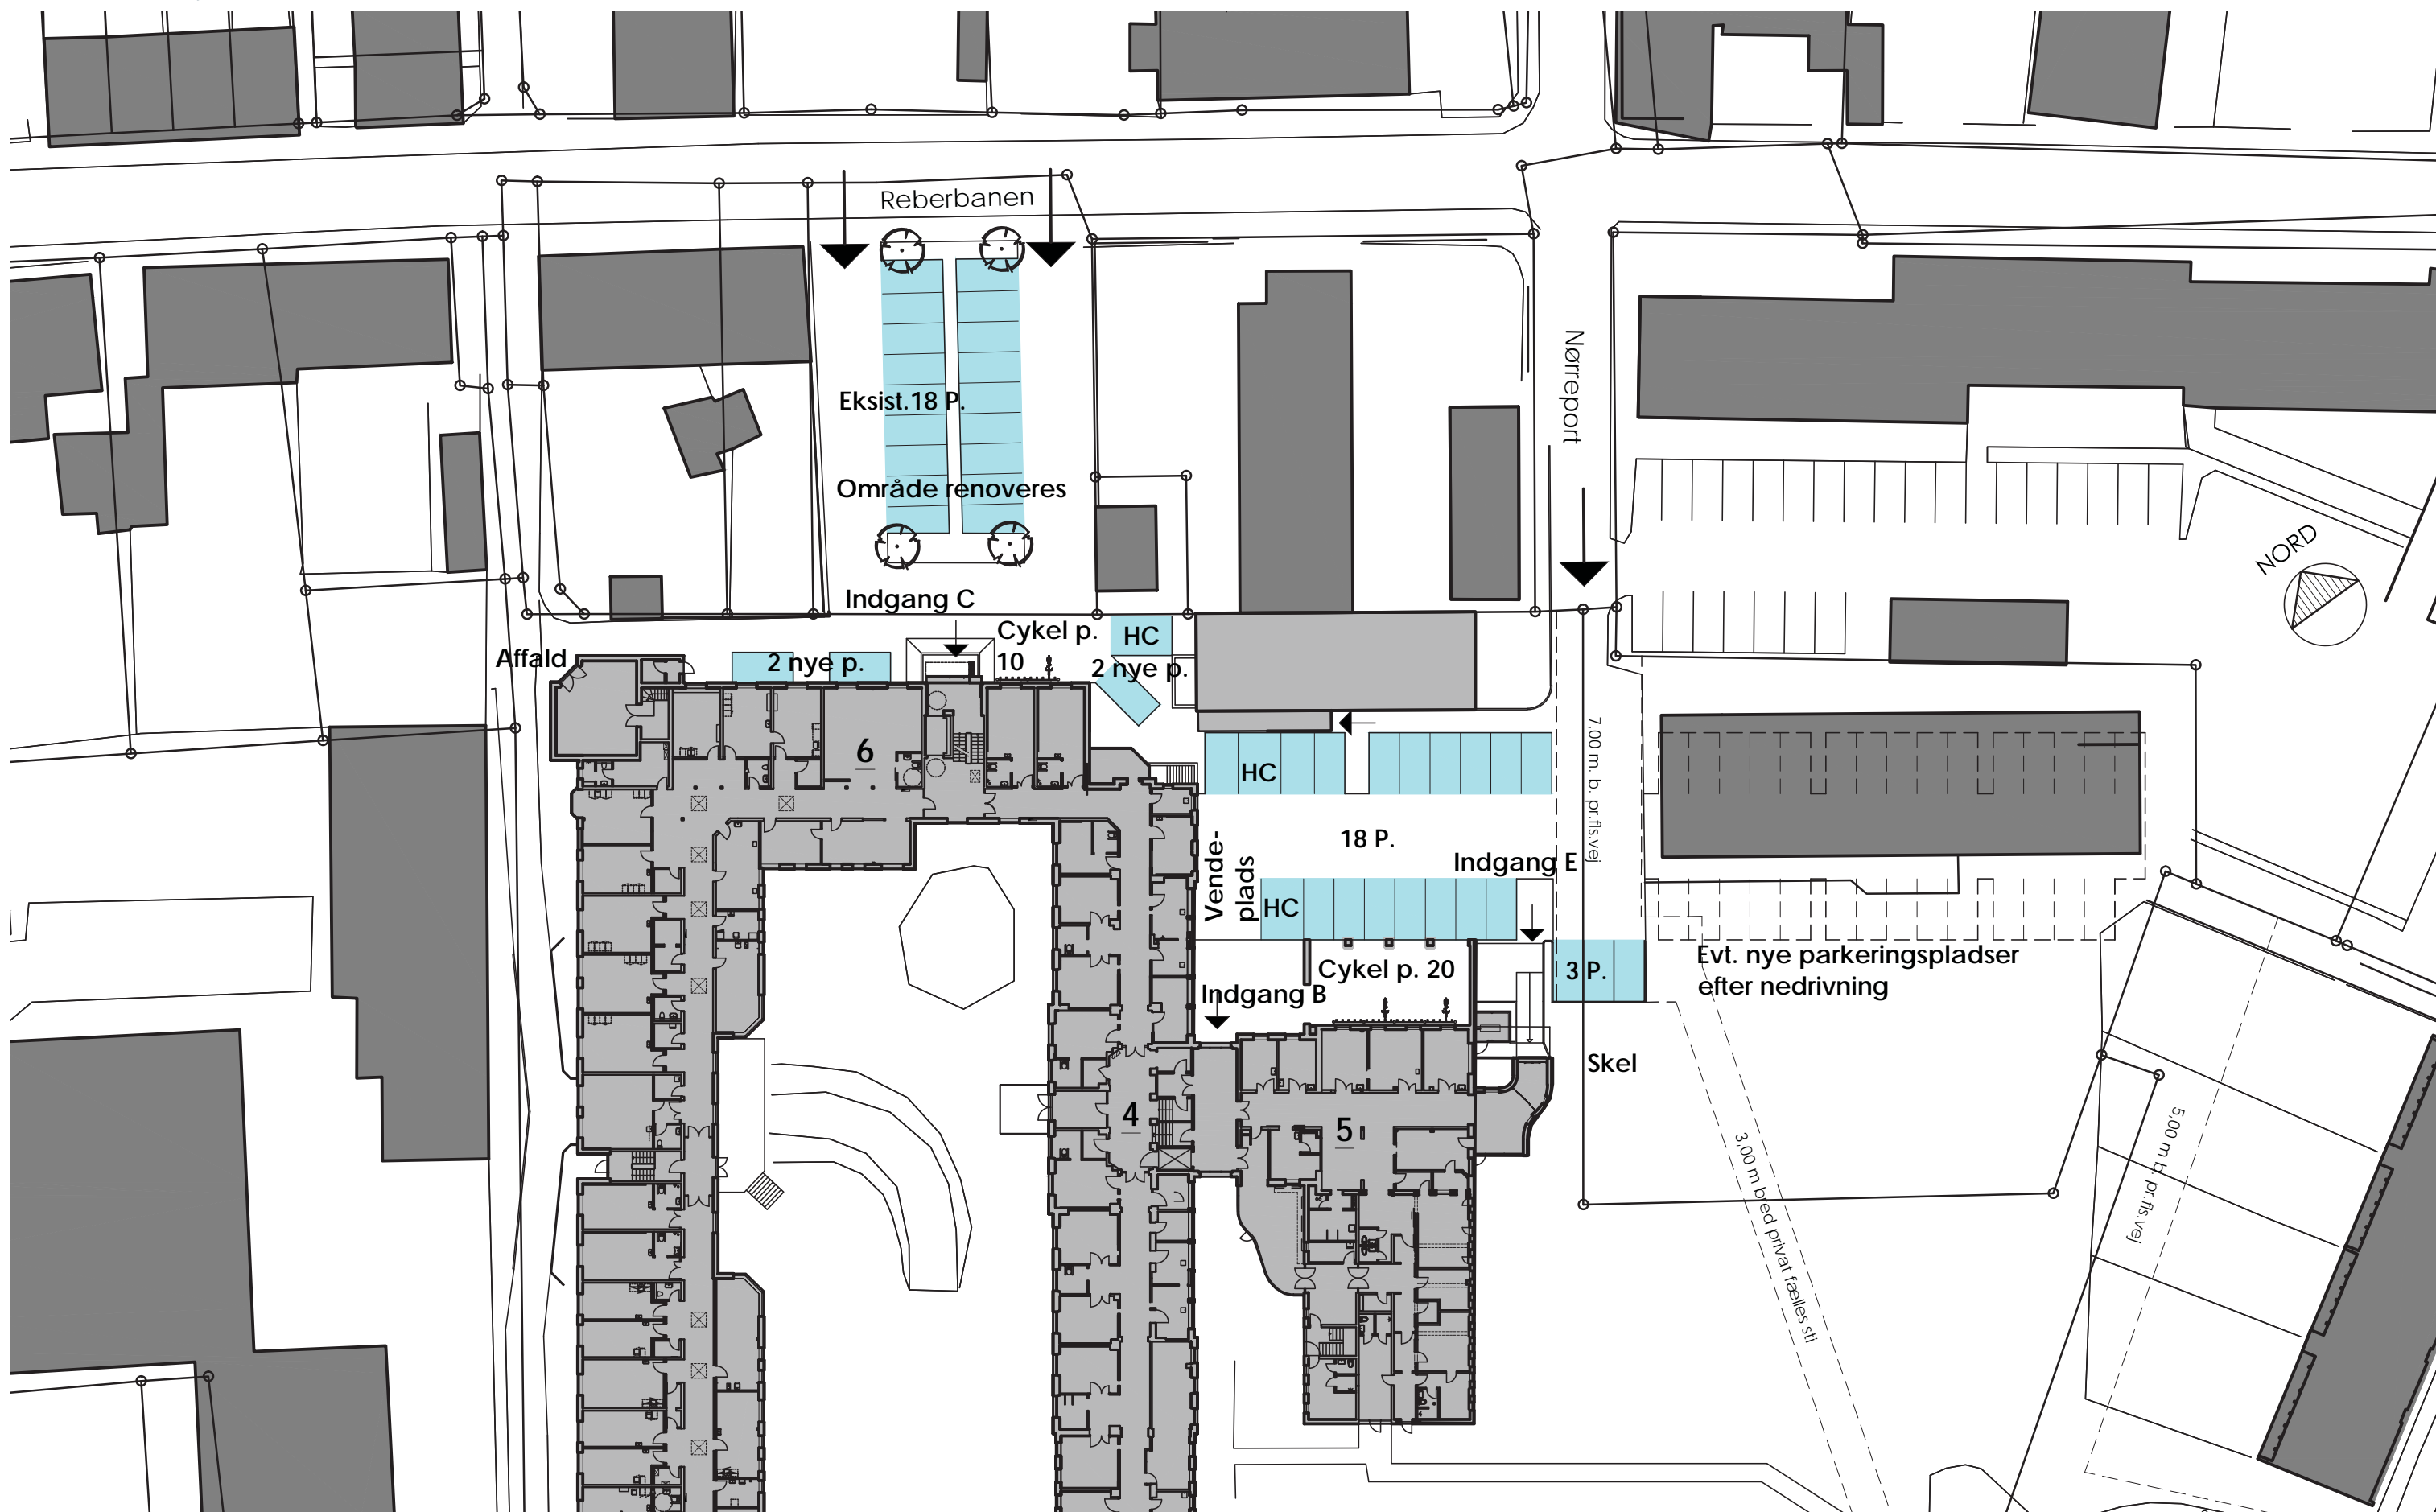 Reberbanen
Nørreport
Eksist.18 P.
Område renoveres
NORD
Indgang C
Cykel p.
10
HC
2 nye p.
Affald
2 nye p.
6
HC
7,00 m. b. pr.fls.vej
18 P.
Vende-
plads
Indgang E
HC
Cykel p. 20
3 P.
Evt. nye parkeringspladser
efter nedrivning
Indgang B
Skel
4
5
3,00 m bred privat fælles sti
5,00 m b. pr.fls.vej